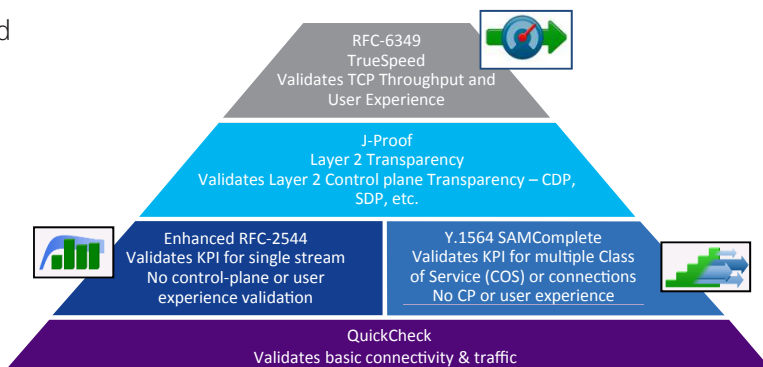 d
RFC-6349
TrueSpeed
Validates TCP Throughput and
User Experience
J-Proof
Layer 2 Transparency
Validates Layer 2 Control plane Transparency – CDP,
SDP, etc.
Enhanced RFC-2544
Validates KPI for single stream
No control-plane or user
experience validation
Y.1564 SAMComplete
Validates KPI for multiple Class
of Service (COS) or connections
No CP or user experience
QuickCheck
Validates basic connectivity & traffic